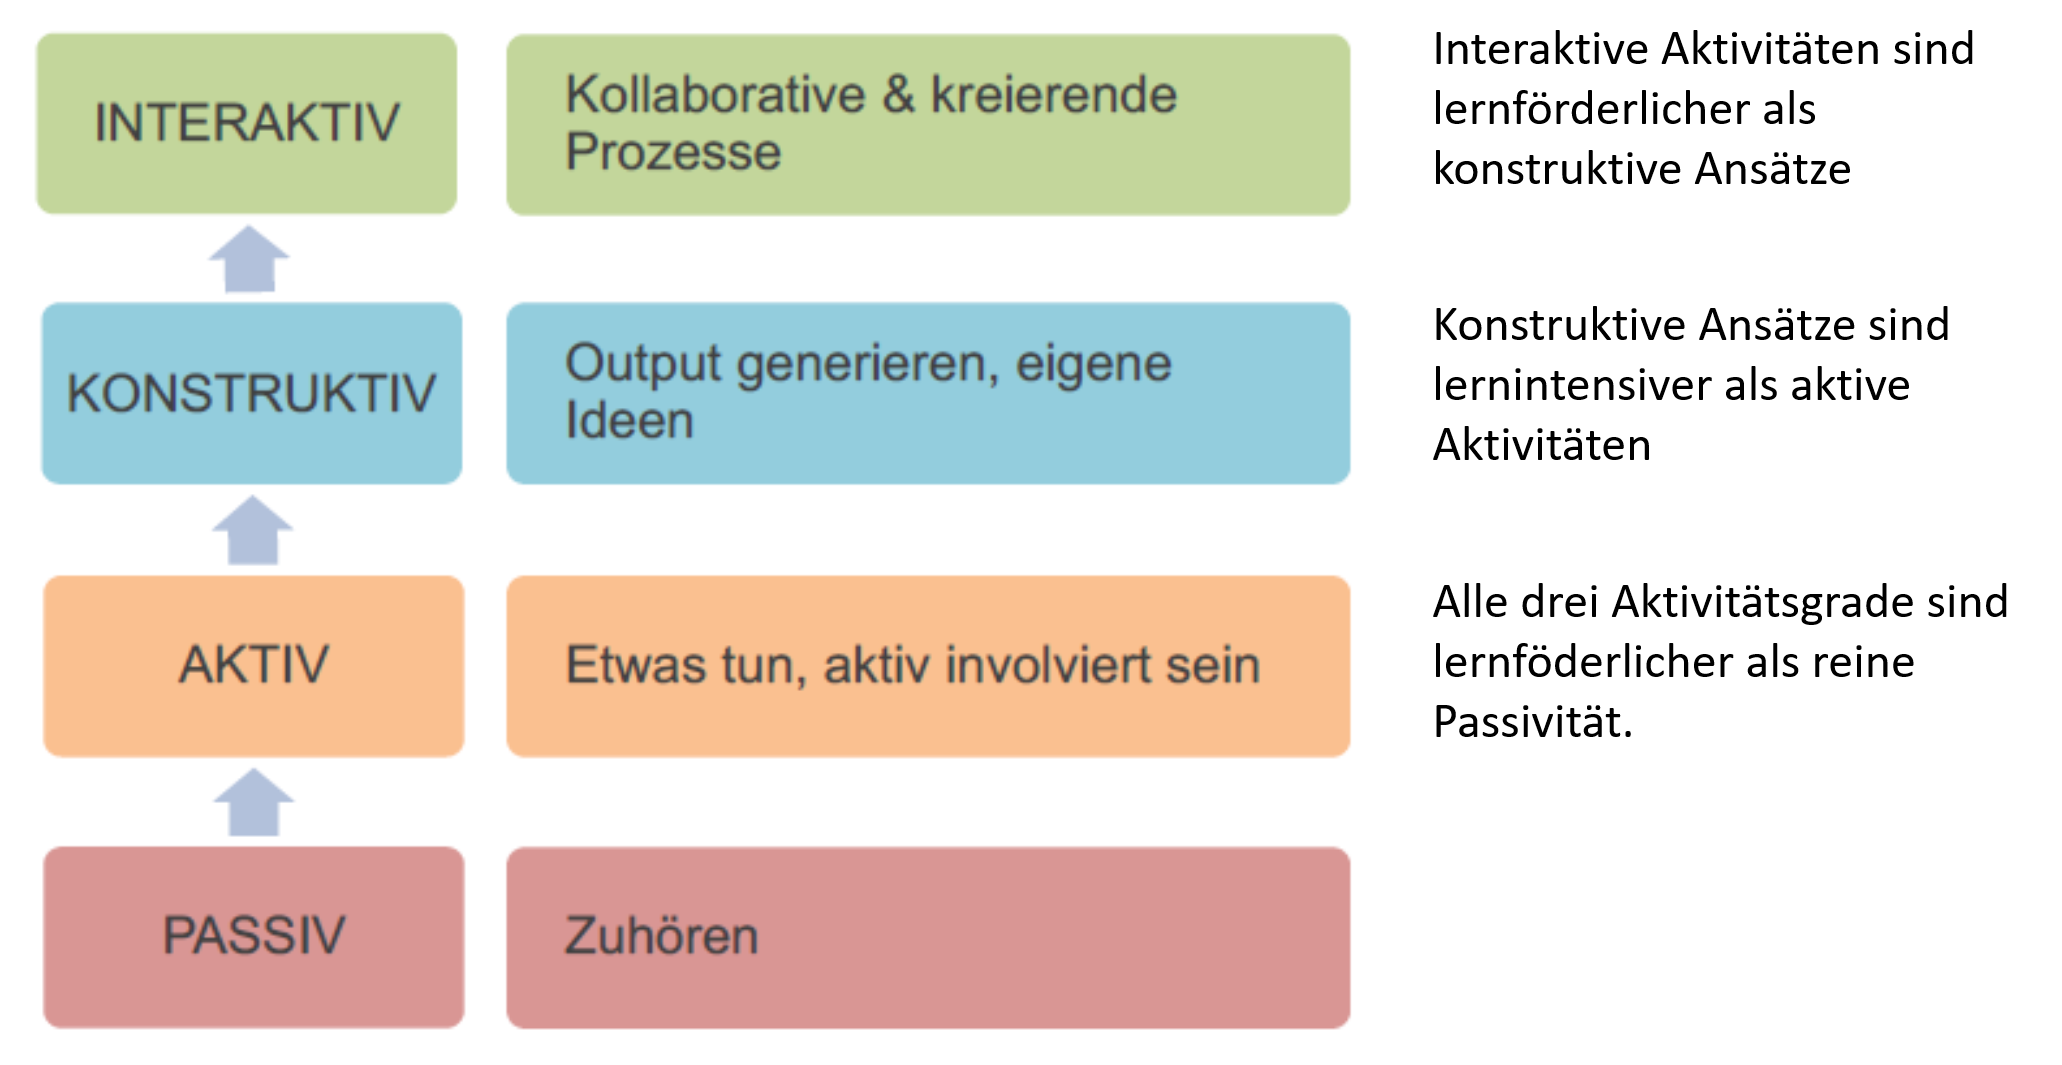 INTERAKTIV
Kollaborative & kreierende
Prozesse
Interaktive Aktivitäten sind
lernförderlicher als
konstruktive Ansätze
KONSTRUKTIV
Output generieren, eigene
Ideen
Konstruktive Ansätze sind
lernintensiver als aktive
Aktivitäten
AKTIV
Etwas tun, aktiv involviert sein
Alle drei Aktivitätsgrade sind
lernföderlicher als reine
Passivität.
PASSIV
Zuhören